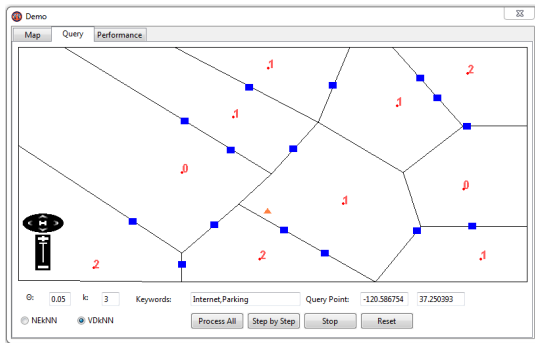 Demo
Map Query Performance
.1
.2
.1
.1
.0
.0
.1
.2
.2
.1
Θ: 0.05 k: 3 Keywords: Internet,Parking Query Point: -120.586754 37.250393
NEkNN VDkNN Process All Step by Step Stop Reset